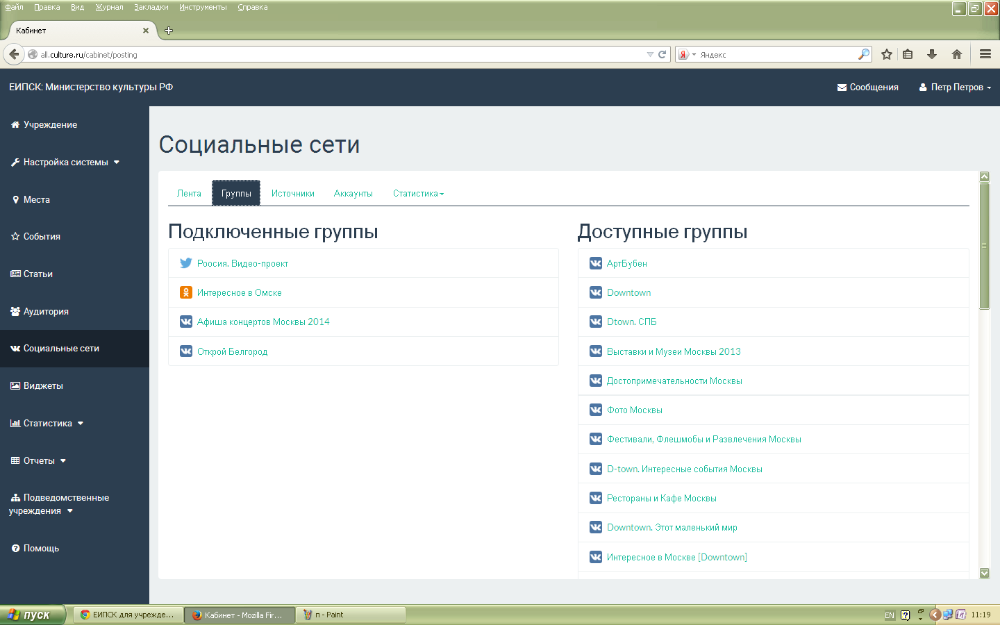 Файл Правка Вид Журнал Закладки Инструменты Справка
Кабинет
all.culture.ru/cabinet/posting
Я Яндекс
ЕИПСК: Министерство культуры РФ
Сообщения
Петр Петров
Учреждение
Настройка системы
Места
События
Статьи
Аудитория
Социальные сети
Виджеты
Статистика
Отчеты
Подведомственные
учреждения
Помощь
Социальные сети
Лента Группы Источники Аккаунты Статистика
Подключенные группы
Роосия. Видео-проект
Интересное в Омске
Афиша концертов Москвы 2014
Открой Белгород
Доступные группы
АртБубен
Downtown
Dtown. СПБ
Выставки и Музеи Москвы 2013
Достопримечательности Москвы
Фото Москвы
Фестивали, Флешмобы и Развлечения Москвы
D-town. Интересные события Москвы
Рестораны и Кафе Москвы
Downtown. Этот маленький мир
Интересное в Москве [Downtown]
пуск
ЕИПСК для учрежде...
Кабинет - Mozilla Fir...
п - Paint
EN
11:19